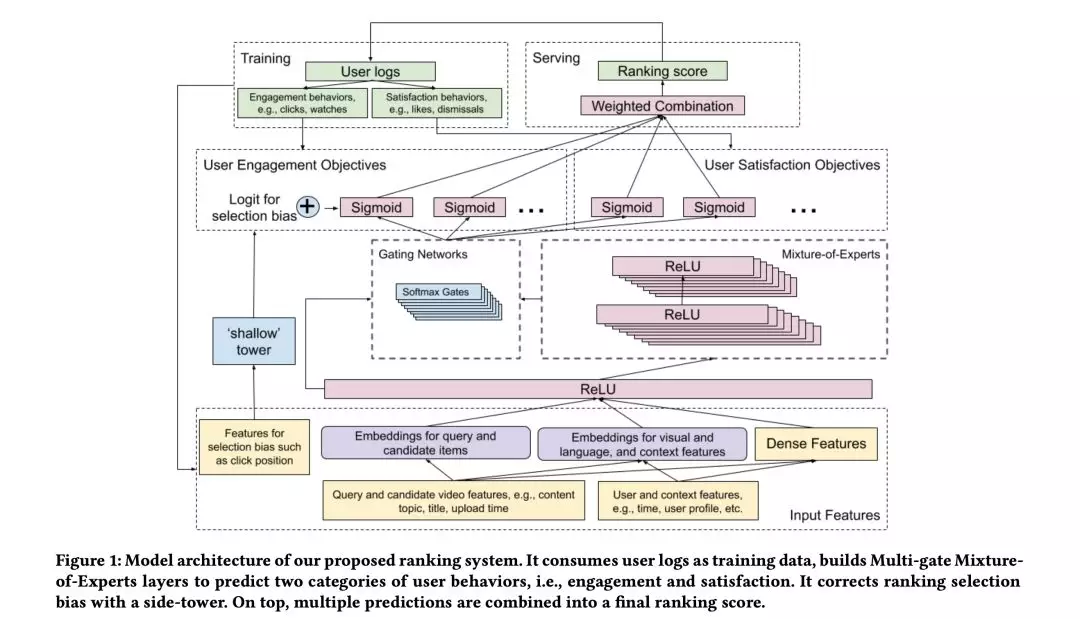 Training
User logs
Engagement behaviors,
e.g., clicks, watches
Satisfaction behaviors,
e.g., likes, dismissals
Serving
Ranking score
Weighted Combination
User Engagement Objectives
Logit for
selection bias
+
Sigmoid
Sigmoid
...
User Satisfaction Objectives
Sigmoid
Sigmoid
...
Gating Networks
Softmax Gates
Mixture-of-Experts
ReLU
ReLU
'shallow'
tower
ReLU
Features for
selection bias such
as click position
Embeddings for query and
candidate items
Embeddings for visual and
language, and context features
Dense Features
Query and candidate video features, e.g., content
topic, title, upload time
User and context features,
e.g., time, user profile, etc.
Input Features
Figure 1: Model architecture of our proposed ranking system. It consumes user logs as training data, builds Multi-gate Mixture-
of-Experts layers to predict two categories of user behaviors, i.e., engagement and satisfaction. It corrects ranking selection
bias with a side-tower. On top, multiple predictions are combined into a final ranking score.